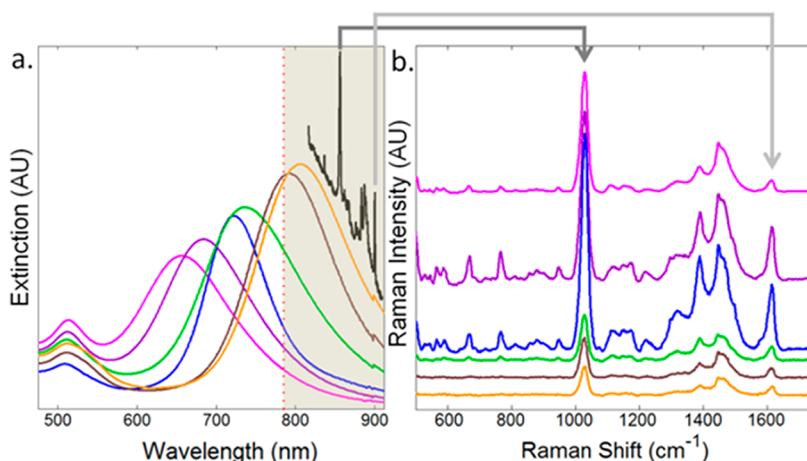 a.
b.
Extinction (AU)
500 600 700 800 900
Wavelength (nm)
Raman Intensity (AU)
600 800 1000 1200 1400 1600
Raman Shift (cm⁻¹)